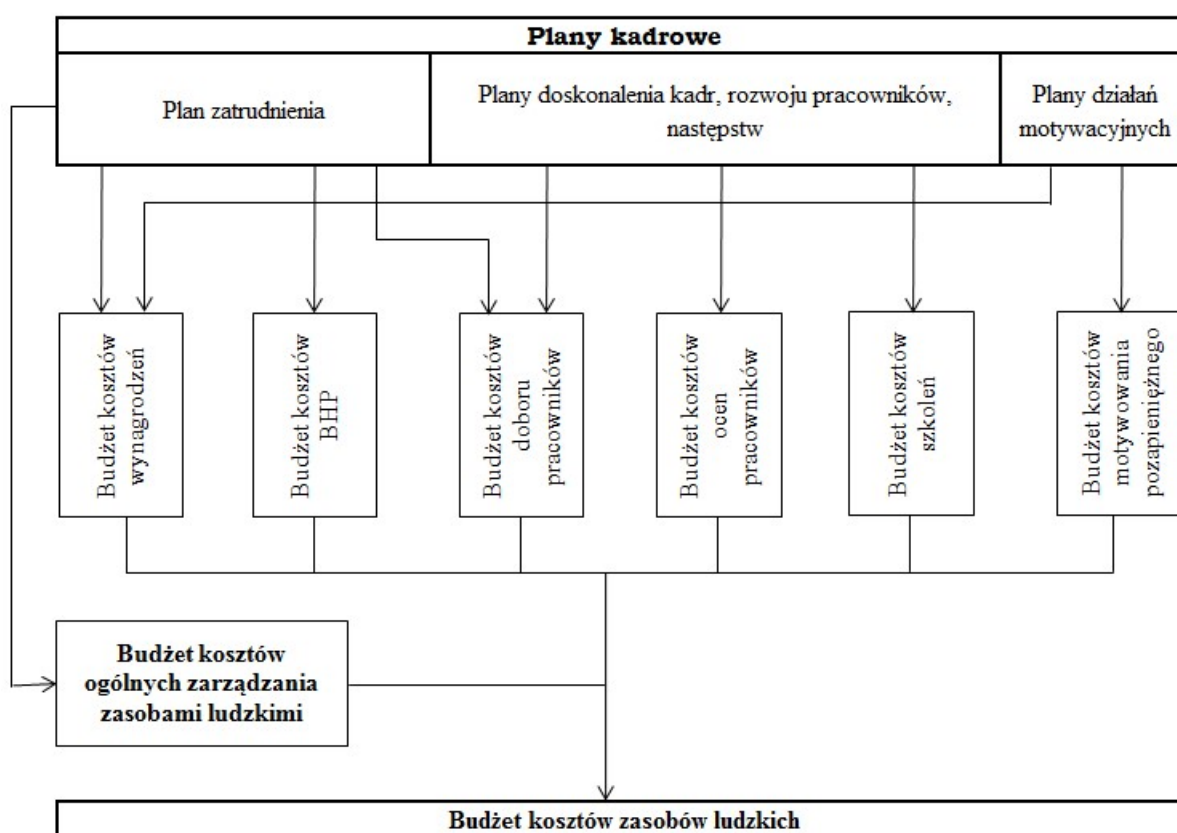 Plany kadrowe
Plan zatrudnienia
Plany doskonalenia kadr, rozwoju pracowników,
następstw
Plany działań
motywacyjnych
Budżet kosztów
wynagrodzeń
Budżet kosztów
BHP
Budżet kosztów
doboru
pracowników
Budżet kosztów
ocen
pracowników
Budżet kosztów
szkoleń
Budżet kosztów
motywowania
pozapieniężnego
Budżet kosztów
ogólnych zarządzania
zasobami ludzkimi
Budżet kosztów zasobów ludzkich